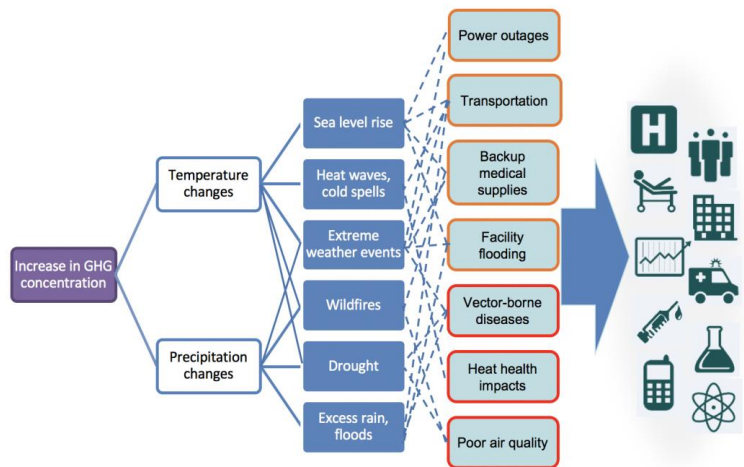 Increase in GHG
concentration
Temperature
changes
Precipitation
changes
Sea level rise
Heat waves,
cold spells
Extreme
weather events
Wildfires
Drought
Excess rain,
floods
Power outages
Transportation
Backup
medical
supplies
Facility
flooding
Vector-borne
diseases
Heat health
impacts
Poor air quality
H